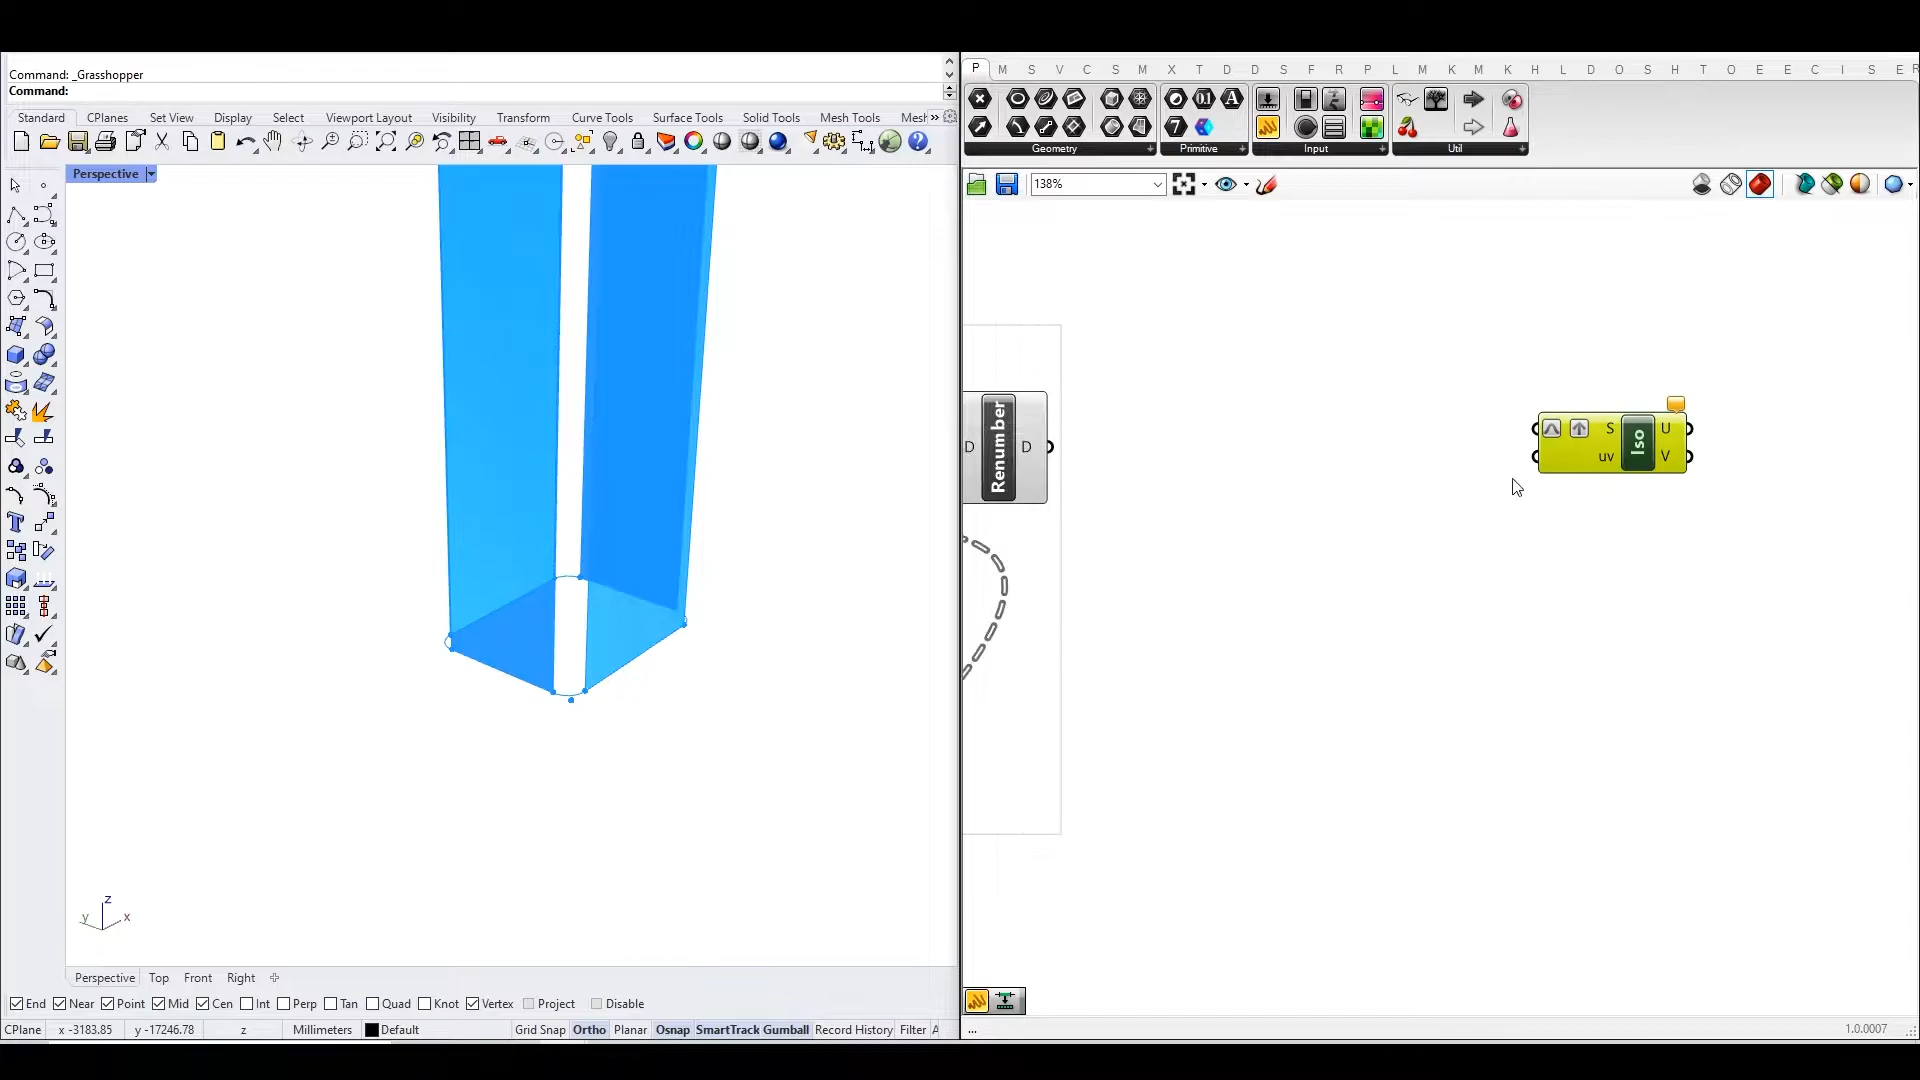 Command: _Grasshopper
Command:
Standard CPlanes Set View Display Select Viewport Layout Visibility Transform Curve Tools Surface Tools Solid Tools Mesh Tools Mesh »
Perspective
z
y x
Perspective Top Front Right
End Near Point Mid Cen Int Perp Tan Quad Knot Vertex Project Disable
CPlane x -3183.85 y -17246.78 z Millimeters Default Grid Snap Ortho Planar Osnap SmartTrack Gumball Record History Filter A
P M S V C S M X T D D S F R P L M K M K H L D O S H T O E E C I S E R
Geometry Primitive Input Util
138%
D Renumber D
S Iso U
uv V
... 1.0.0007